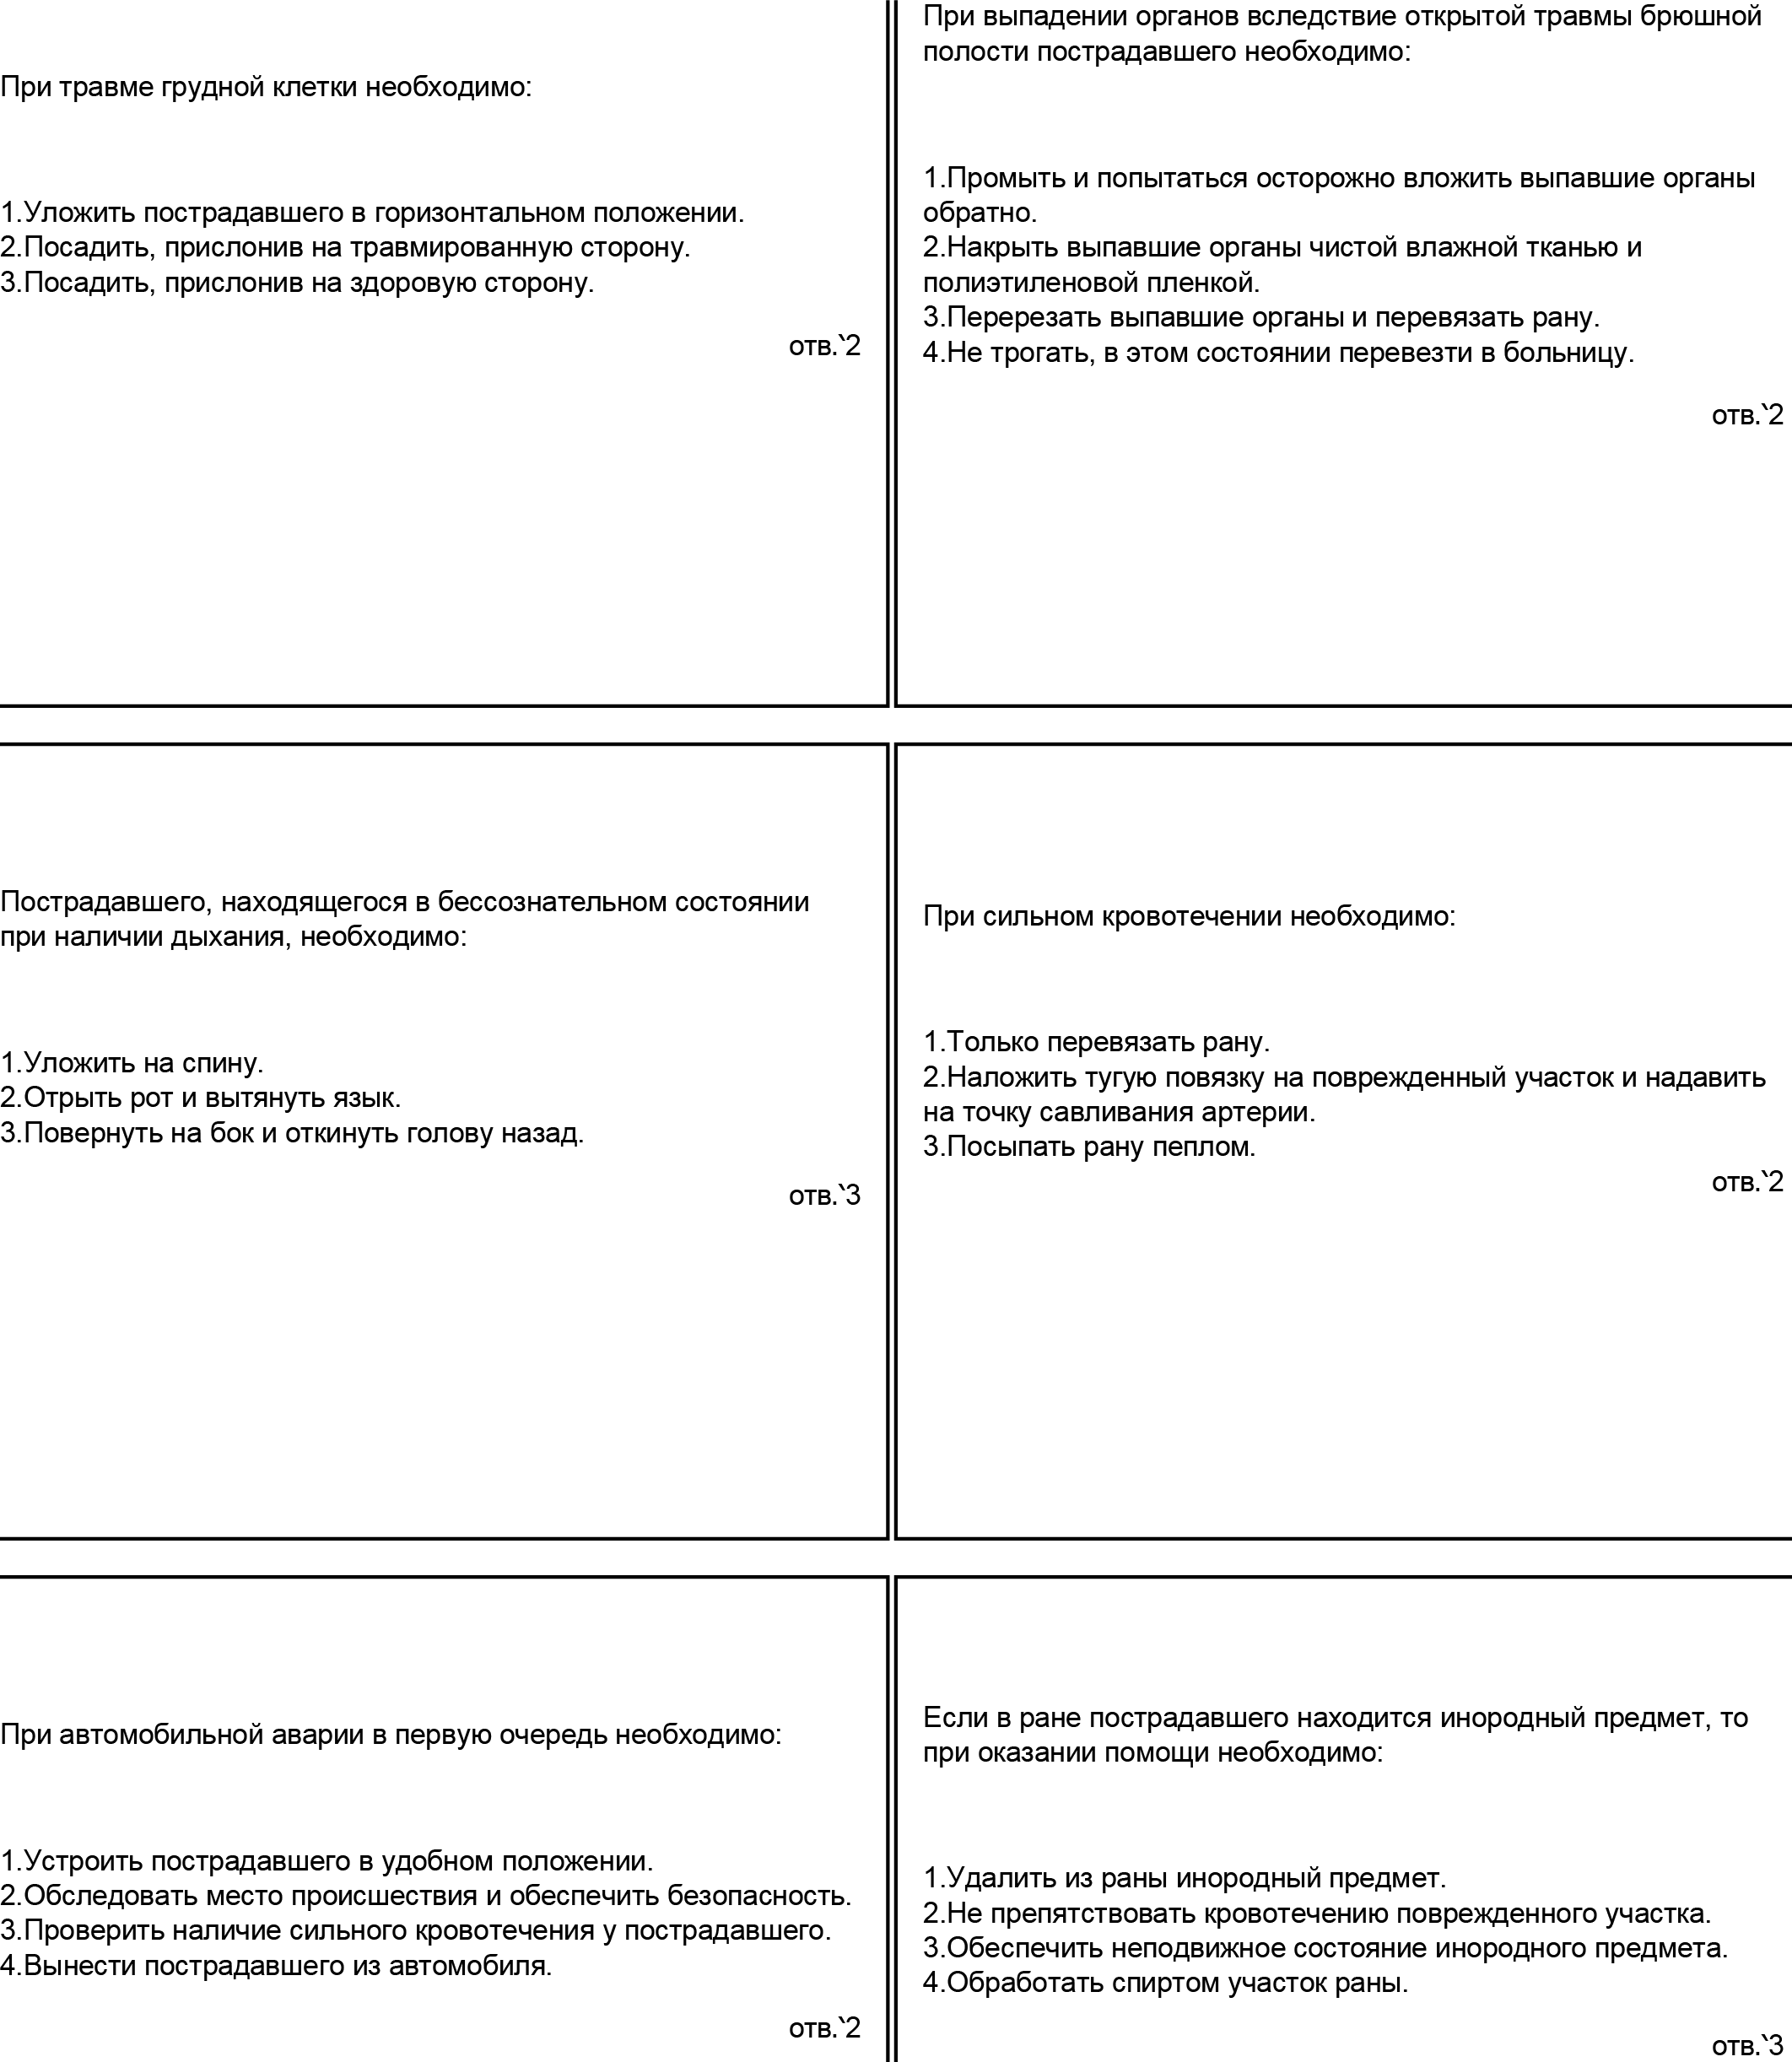 При травме грудной клетки необходимо:
1.Уложить пострадавшего в горизонтальном положении.
2.Посадить, прислонив на травмированную сторону.
3.Посадить, прислонив на здоровую сторону.
отв.՝2
При выпадении органов вследствие открытой травмы брюшной
полости пострадавшего необходимо:
1.Промыть и попытаться осторожно вложить выпавшие органы
обратно.
2.Накрыть выпавшие органы чистой влажной тканью и
полиэтиленовой пленкой.
3.Перерезать выпавшие органы и перевязать рану.
4.Не трогать, в этом состоянии перевезти в больницу.
отв.՝2
Пострадавшего, находящегося в бессознательном состоянии
при наличии дыхания, необходимо:
1.Уложить на спину.
2.Отрыть рот и вытянуть язык.
3.Повернуть на бок и откинуть голову назад.
отв.՝3
При сильном кровотечении необходимо:
1.Только перевязать рану.
2.Наложить тугую повязку на поврежденный участок и надавить
на точку савливания артерии.
3.Посыпать рану пеплом.
отв.՝2
При автомобильной аварии в первую очередь необходимо:
1.Устроить пострадавшего в удобном положении.
2.Обследовать место происшествия и обеспечить безопасность.
3.Проверить наличие сильного кровотечения у пострадавшего.
4.Вынести пострадавшего из автомобиля.
отв.՝2
Если в ране пострадавшего находится инородный предмет, то
при оказании помощи необходимо:
1.Удалить из раны инородный предмет.
2.Не препятствовать кровотечению поврежденного участка.
3.Обеспечить неподвижное состояние инородного предмета.
4.Обработать спиртом участок раны.
отв.՝3